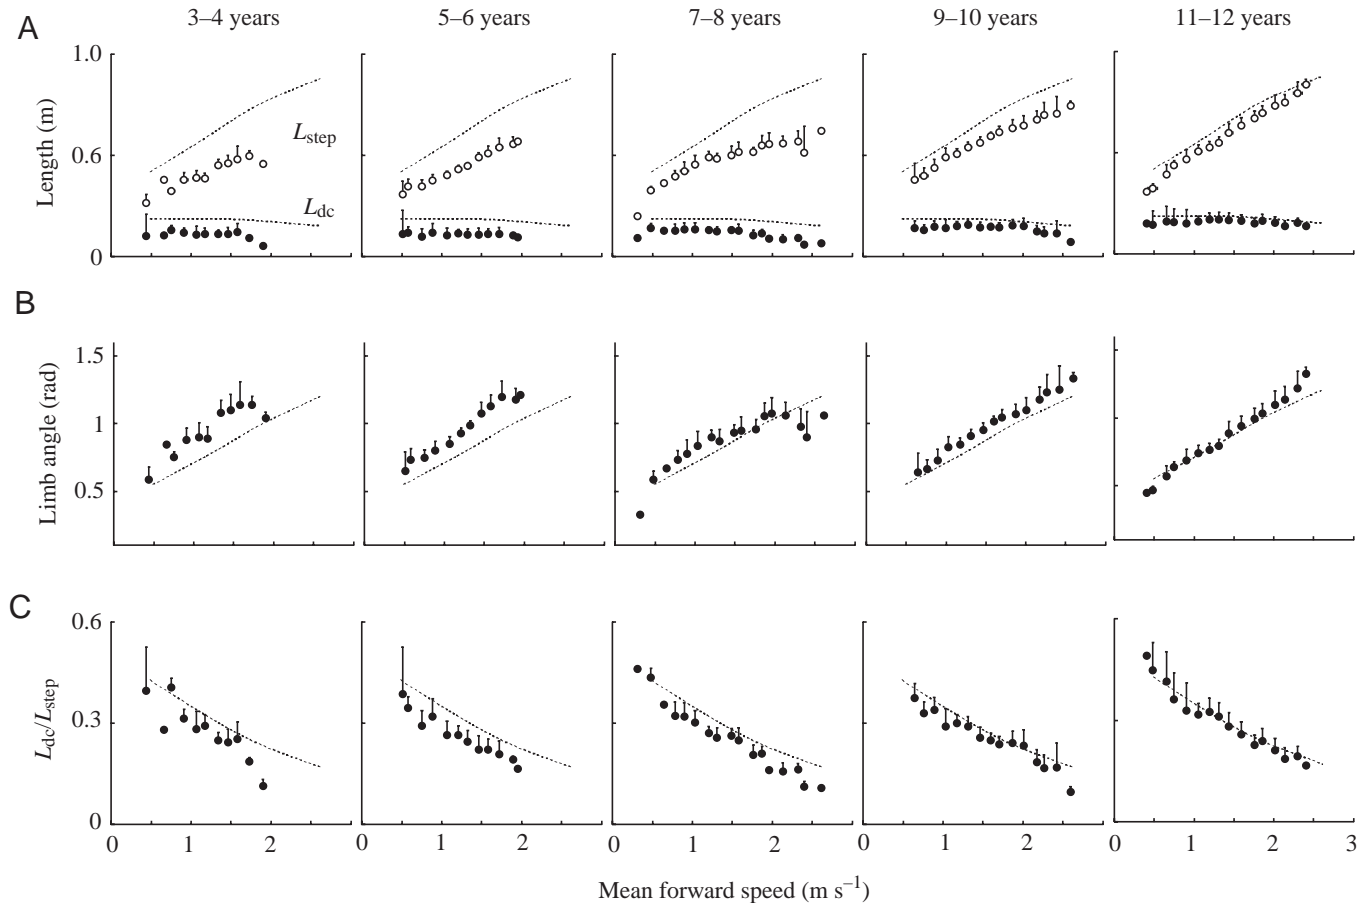 A
3–4 years
5–6 years
7–8 years
9–10 years
11–12 years
1.0
0.6
0
Length (m)
Lstep
Ldc
B
1.5
1
0.5
Limb angle (rad)
C
0.6
0.3
0
Ldc/Lstep
0 1 2
0 1 2
0 1 2
0 1 2
0 1 2 3
Mean forward speed (m s–1)